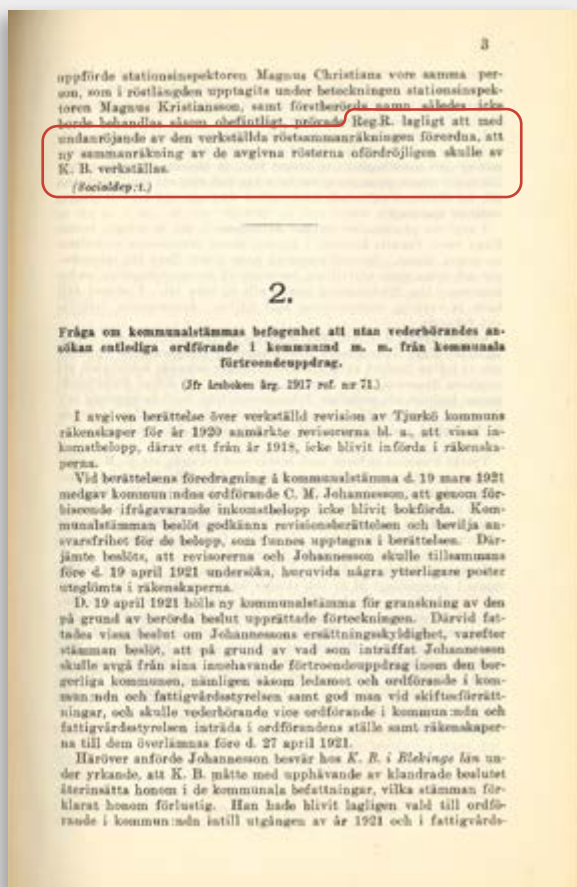 3
uppförde stationsinspektoren Magnus Christians vore samma per-
son, som i röstlängden upptagits under beteckningen stationsinspek-
toren Magnus Kristiansson, samt förstberörda namn således icke
borde behandlas såsom obefintligt, prövade Reg.R. lagligt att med
undanröjande av den verkställda röstsammanräkningen förordna, att
ny sammanräkning av de avgivna rösterna ofördröjligen skulle av
K. B. verkställas.
(Socialdep:t.)
2.
Fråga om kommunalstämmas befogenhet att utan vederbörandes an-
sökan entlediga ordförande i kommun:nd m. m. från kommunala
förtroendeuppdrag.
(Jfr årsboken årg. 1917 ref. n:r 71.)
I avgiven berättelse över verkställd revision av Tjurkö kommuns
räkenskaper för år 1920 anmärkte revisorerna bl. a., att vissa in-
komstbelopp, därav ett från år 1918, icke blivit införda i räkenska-
perna.
Vid berättelsens föredragning å kommunalstämma d. 19 mars 1921
medgav kommun:ndns ordförande C. M. Johannesson, att genom för-
biseende ifrågavarande inkomstbelopp icke blivit bokförda. Kom-
munalstämman beslöt godkänna revisionsberättelsen och bevilja an-
svarsfrihet för de belopp, som funnes upptagna i berättelsen. Där-
jämte beslöts, att revisorerna och Johannesson skulle tillsammans
före d. 19 april 1921 undersöka, huruvida några ytterligare poster
uteglömts i räkenskaperna.
D. 19 april 1921 hölls ny kommunalstämma för granskning av den
på grund av berörda beslut upprättade förteckningen. Därvid fat-
tades vissa beslut om Johannessons ersättningsskyldighet, varefter
stämman beslöt, att på grund av vad som inträffat Johannesson
skulle avgå från sina innehavande förtroendeuppdrag inom den bor-
gerliga kommunen, nämligen såsom ledamot och ordförande i kom-
mun:ndn och fattigvårdsstyrelsen samt god man vid skiftesförrätt-
ningar, och skulle vederbörande vice ordförande i kommun:ndn och
fattigvårdsstyrelsen inträda i ordförandens ställe samt räkenskaper-
na till dem överlämnas före d. 27 april 1921.
Häröver anförde Johannesson besvär hos K. B. i Blekinge län un-
der yrkande, att K. B. måtte med upphävande av klandrade beslutet
återinsätta honom i de kommunala befattningar, vilka stämman för-
klarat honom förlustig. Han hade blivit lagligen vald till ordfö-
rande i kommun:ndn intill utgången av år 1921 och i fattigvårds-